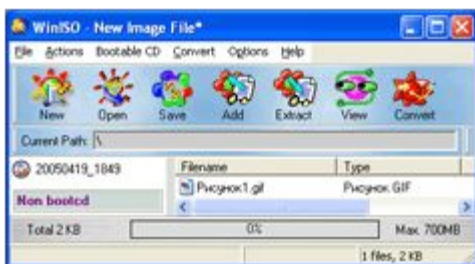 WinISO - New Image File*
File Actions Bootable CD Convert Options Help
New Open Save Add Extract View Convert
Current Path: \
20050419_1849
Filename Type
Рисунок1.gif Рисунок GIF
Non bootcd
Total 2 KB 0% Max. 700MB
1 files, 2 KB